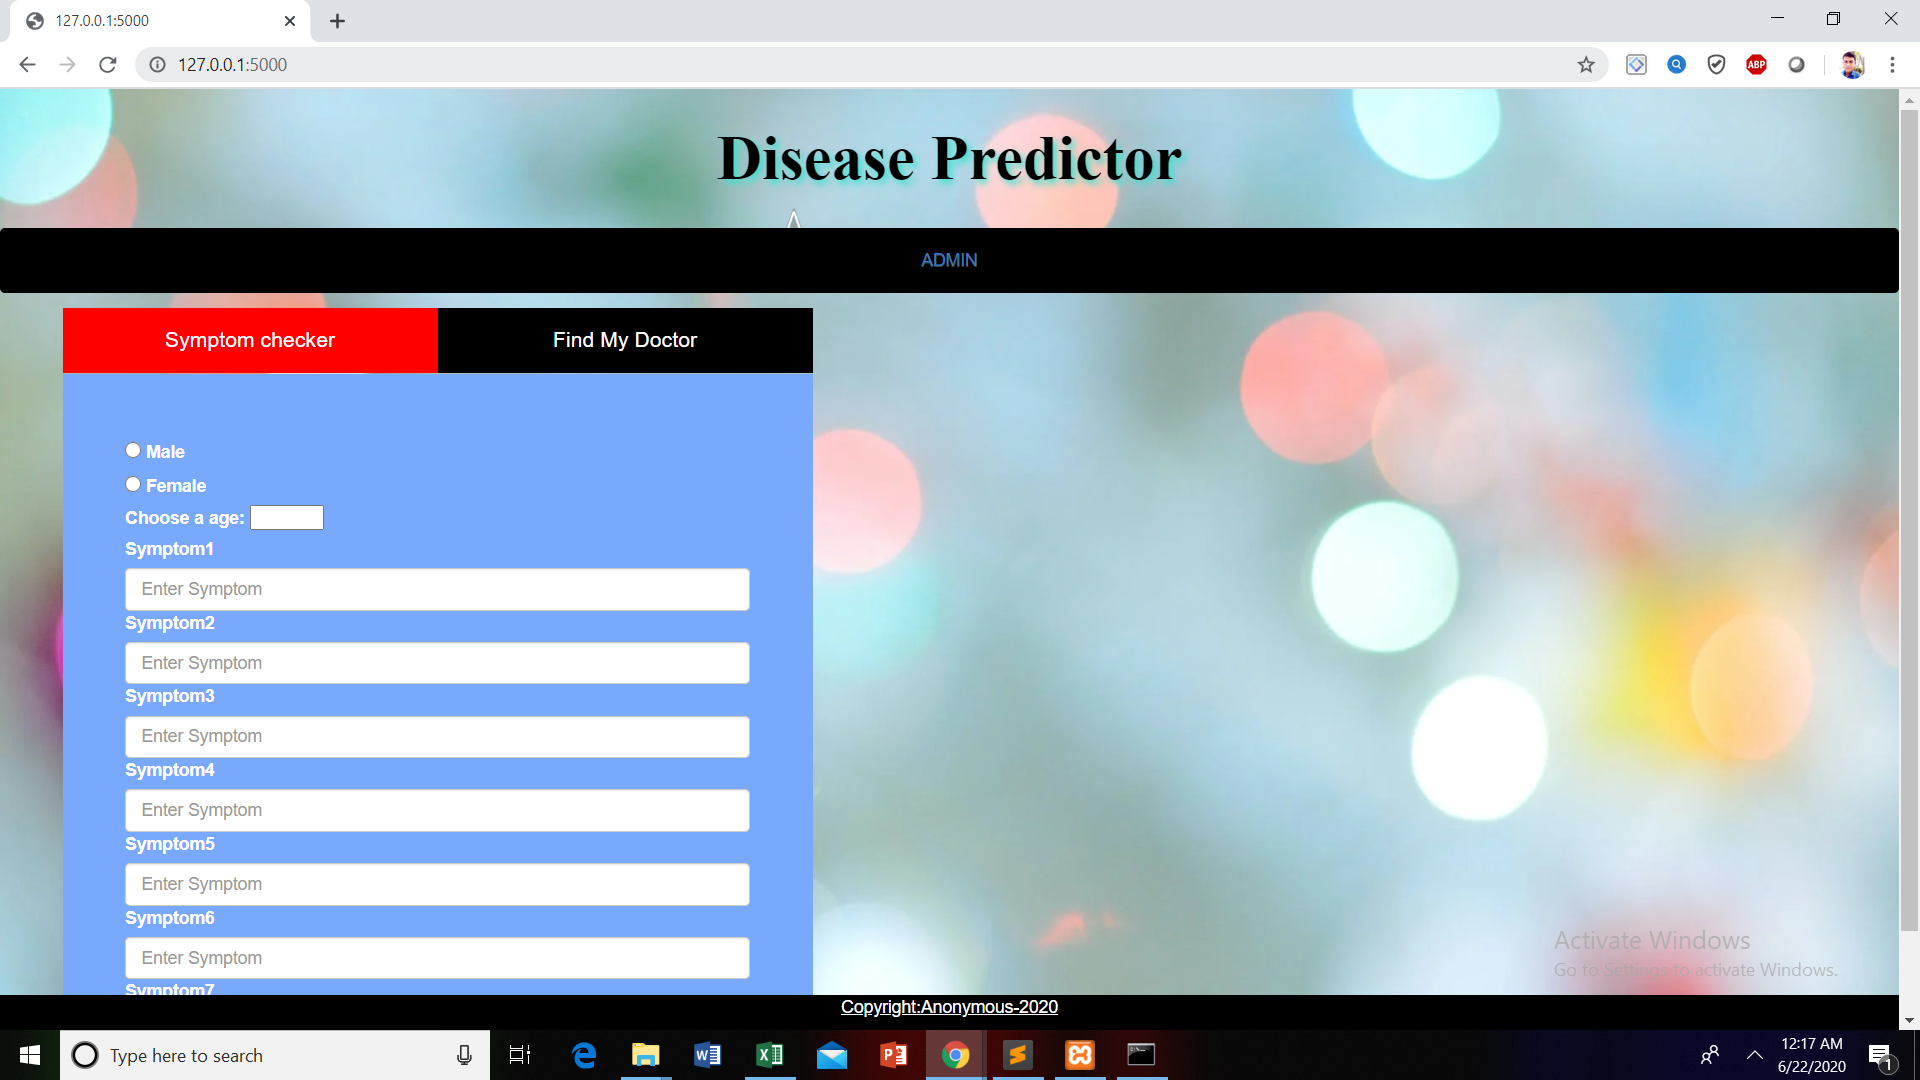 127.0.0.1:5000
127.0.0.1:5000
ABP
Disease Predictor
ADMIN
Symptom checker
Find My Doctor
Male
Female
Choose a age:
Symptom1
Enter Symptom
Symptom2
Enter Symptom
Symptom3
Enter Symptom
Symptom4
Enter Symptom
Symptom5
Enter Symptom
Symptom6
Enter Symptom
Symptom7
Activate Windows
Go to Settings to activate Windows.
Copyright:Anonymous-2020
Type here to search
12:17 AM
6/22/2020
1